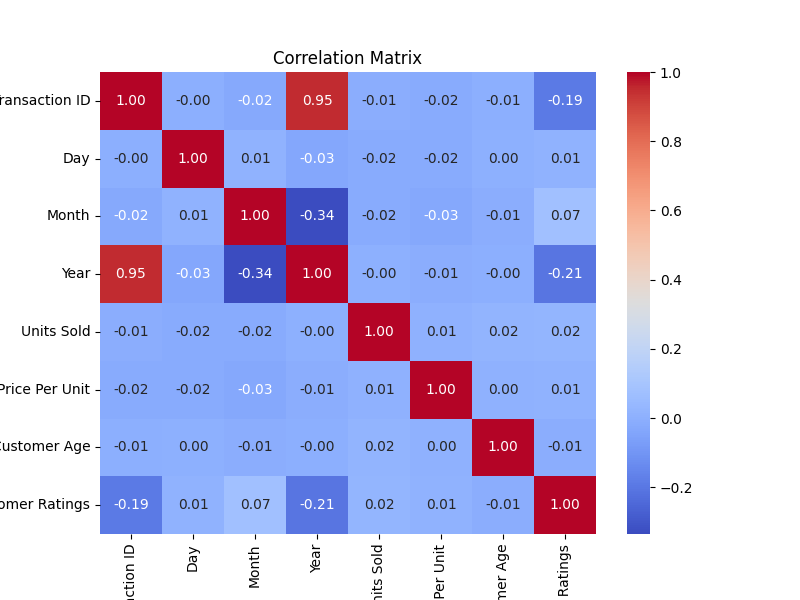 Correlation Matrix
ransaction ID 1.00 -0.00 -0.02 0.95 -0.01 -0.02 -0.01 -0.19
Day -0.00 1.00 0.01 -0.03 -0.02 -0.02 0.00 0.01
Month -0.02 0.01 1.00 -0.34 -0.02 -0.03 -0.01 0.07
Year 0.95 -0.03 -0.34 1.00 -0.00 -0.01 -0.00 -0.21
Units Sold -0.01 -0.02 -0.02 -0.00 1.00 0.01 0.02 0.02
Price Per Unit -0.02 -0.02 -0.03 -0.01 0.01 1.00 0.00 0.01
ustomer Age -0.01 0.00 -0.01 -0.00 0.02 0.00 1.00 -0.01
omer Ratings -0.19 0.01 0.07 -0.21 0.02 0.01 -0.01 1.00
ction ID
Day
Month
Year
nits Sold
Per Unit
mer Age
Ratings
1.0
0.8
0.6
0.4
0.2
0.0
−0.2